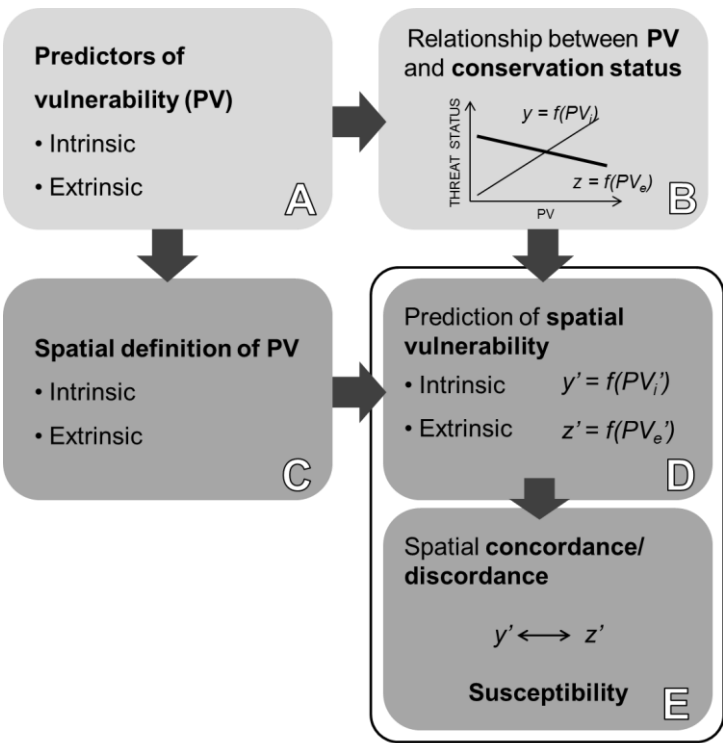 Predictors of
vulnerability (PV)
• Intrinsic
• Extrinsic
A
Relationship between PV
and conservation status
THREAT STATUS
y = f(PVi)
z = f(PVe)
PV
B
Spatial definition of PV
• Intrinsic
• Extrinsic
C
Prediction of spatial
vulnerability
• Intrinsic y’ = f(PVi’)
• Extrinsic z’ = f(PVe’)
D
Spatial concordance/
discordance
y’ ⟷ z’
Susceptibility
E